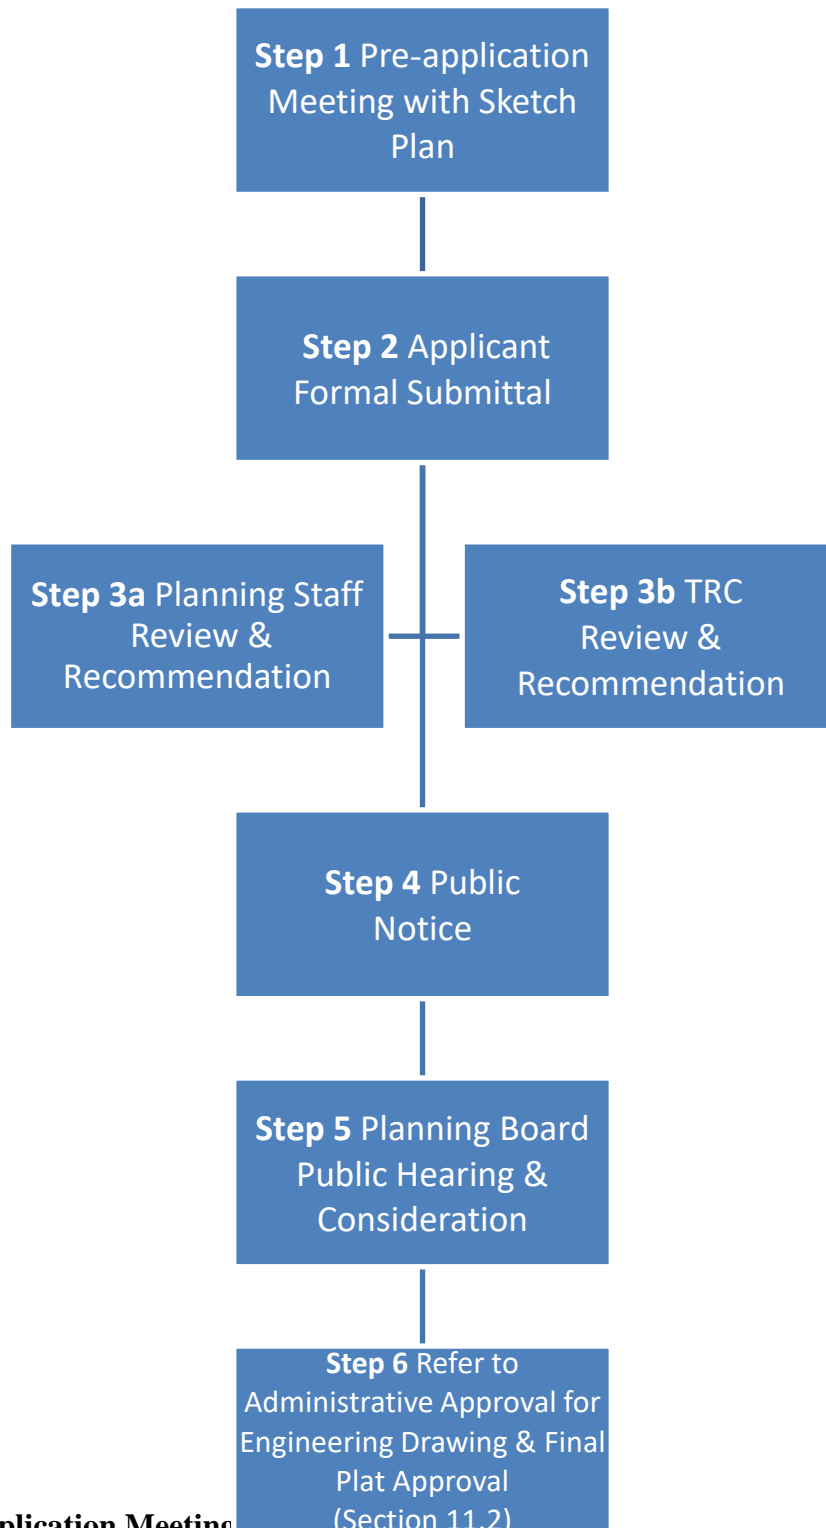 Step 1 Pre-application
Meeting with Sketch
Plan
Step 2 Applicant
Formal Submittal
Step 3a Planning Staff
Review &
Recommendation
Step 3b TRC
Review &
Recommendation
Step 4 Public
Notice
Step 5 Planning Board
Public Hearing &
Consideration
Step 6 Refer to
Administrative Approval for
Engineering Drawing & Final
Plat Approval
(Section 11.2)
plication Meeting